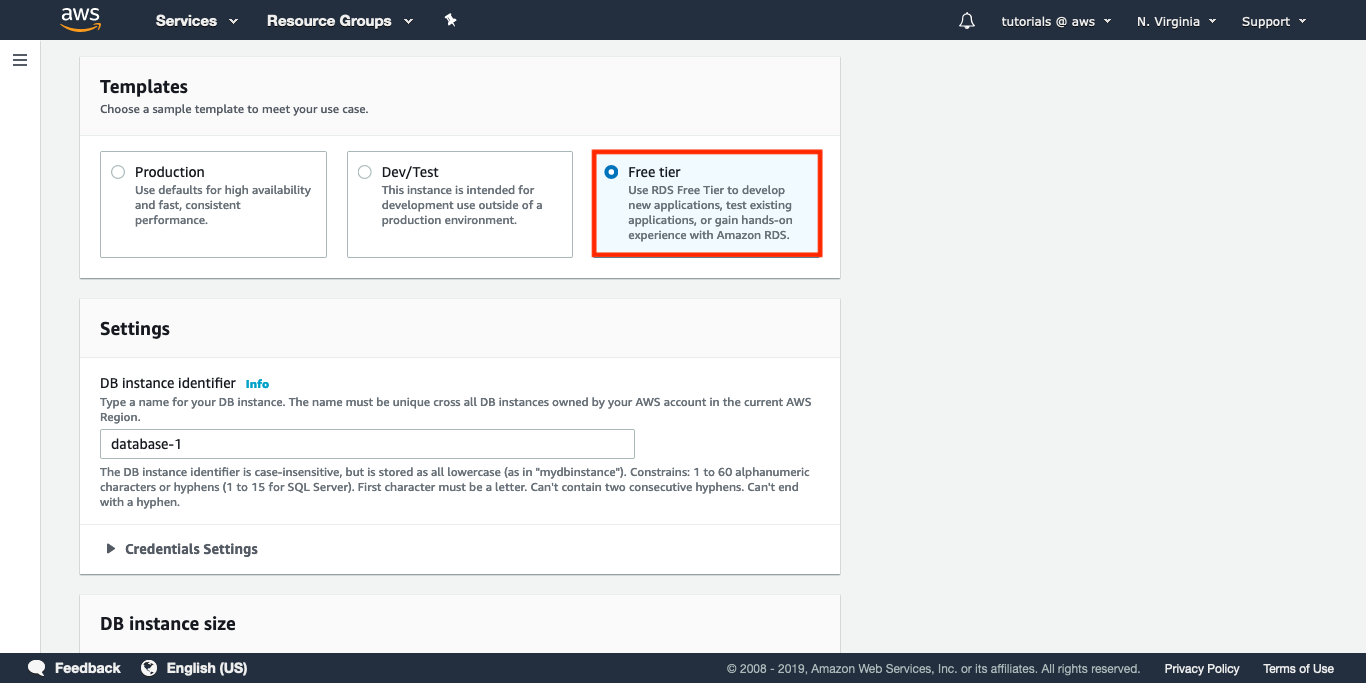 aws
Services
Resource Groups
tutorials @ aws
N. Virginia
Support
Templates
Choose a sample template to meet your use case.
Production
Use defaults for high availability
and fast, consistent
performance.
Dev/Test
This instance is intended for
development use outside of a
production environment.
Free tier
Use RDS Free Tier to develop
new applications, test existing
applications, or gain hands-on
experience with Amazon RDS.
Settings
DB instance identifier Info
Type a name for your DB instance. The name must be unique cross all DB instances owned by your AWS account in the current AWS
Region.
database-1
The DB instance identifier is case-insensitive, but is stored as all lowercase (as in "mydbinstance"). Constrains: 1 to 60 alphanumeric
characters or hyphens (1 to 15 for SQL Server). First character must be a letter. Can't contain two consecutive hyphens. Can't end
with a hyphen.
Credentials Settings
DB instance size
Feedback
English (US)
© 2008 - 2019, Amazon Web Services, Inc. or its affiliates. All rights reserved.
Privacy Policy
Terms of Use